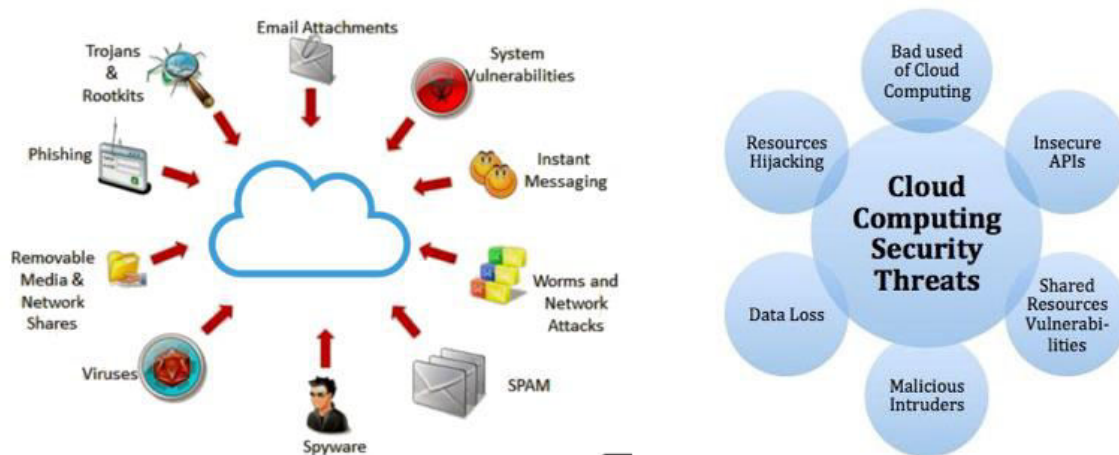 Email Attachments
Trojans
&
Rootkits
System
Vulnerabilities
Phishing
Instant
Messaging
Removable
Media &
Network
Shares
Worms and
Network
Attacks
Viruses
SPAM
Spyware
Bad used
of Cloud
Computing
Resources
Hijacking
Insecure
APIs
Cloud
Computing
Security
Threats
Data Loss
Shared
Resources
Vulnerabi-
lities
Malicious
Intruders